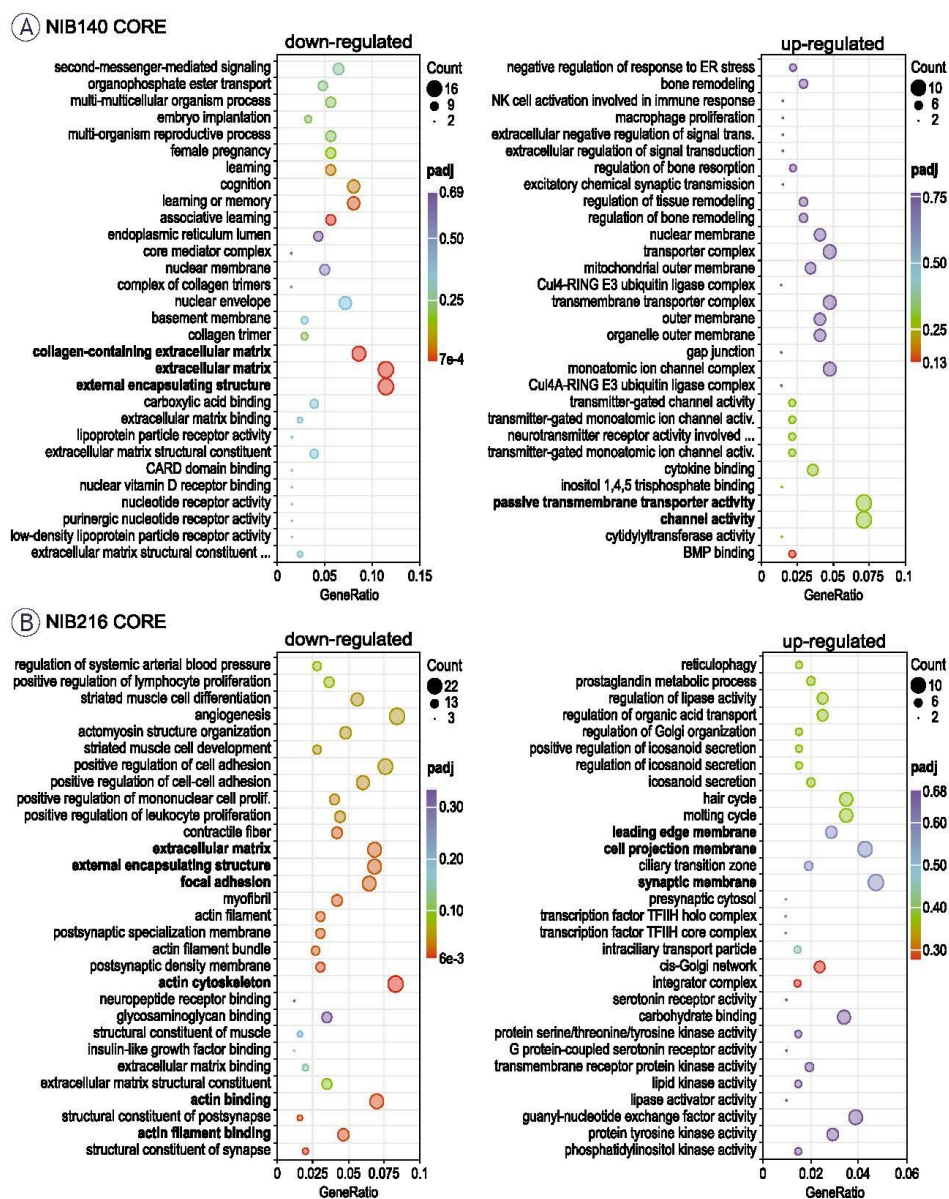 A NIB140 CORE
down-regulated
second-messenger-mediated signaling
organophosphate ester transport
multi-multicellular organism process
embryo implantation
multi-organism reproductive process
female pregnancy
learning
cognition
learning or memory
associative learning
endoplasmic reticulum lumen
core mediator complex
nuclear membrane
complex of collagen trimers
nuclear envelope
basement membrane
collagen trimer
collagen-containing extracellular matrix
extracellular matrix
external encapsulating structure
carboxylic acid binding
extracellular matrix binding
lipoprotein particle receptor activity
extracellular matrix structural constituent
CARD domain binding
nuclear vitamin D receptor binding
nucleotide receptor activity
purinergic nucleotide receptor activity
low-density lipoprotein particle receptor activity
extracellular matrix structural constituent ...
0 0.05 0.10 0.15
GeneRatio
Count
16
9
2
padj
0.69
0.50
0.25
7e-4
up-regulated
negative regulation of response to ER stress
bone remodeling
NK cell activation involved in immune response
macrophage proliferation
extracellular negative regulation of signal trans.
extracellular regulation of signal transduction
regulation of bone resorption
excitatory chemical synaptic transmission
regulation of tissue remodeling
regulation of bone remodeling
nuclear membrane
transporter complex
mitochondrial outer membrane
Cul4-RING E3 ubiquitin ligase complex
transmembrane transporter complex
outer membrane
organelle outer membrane
gap junction
monoatomic ion channel complex
Cul4A-RING E3 ubiquitin ligase complex
transmitter-gated channel activity
transmitter-gated monoatomic ion channel activ.
neurotransmitter receptor activity involved ...
transmitter-gated monoatomic ion channel activ.
cytokine binding
inositol 1,4,5 trisphosphate binding
passive transmembrane transporter activity
channel activity
cytidylyltransferase activity
BMP binding
0 0.025 0.05 0.075 0.1
GeneRatio
Count
10
6
2
padj
0.75
0.50
0.25
0.13
B NIB216 CORE
down-regulated
regulation of systemic arterial blood pressure
positive regulation of lymphocyte proliferation
striated muscle cell differentiation
angiogenesis
actomyosin structure organization
striated muscle cell development
positive regulation of cell adhesion
positive regulation of cell-cell adhesion
positive regulation of mononuclear cell prolif.
positive regulation of leukocyte proliferation
contractile fiber
extracellular matrix
external encapsulating structure
focal adhesion
myofibril
actin filament
postsynaptic specialization membrane
actin filament bundle
postsynaptic density membrane
actin cytoskeleton
neuropeptide receptor binding
glycosaminoglycan binding
structural constituent of muscle
insulin-like growth factor binding
extracellular matrix binding
extracellular matrix structural constituent
actin binding
structural constituent of postsynapse
actin filament binding
structural constituent of synapse
0 0.025 0.05 0.075 0.1
GeneRatio
Count
22
13
3
padj
0.30
0.20
0.10
6e-3
up-regulated
reticulophagy
prostaglandin metabolic process
regulation of lipase activity
regulation of organic acid transport
regulation of Golgi organization
positive regulation of icosanoid secretion
regulation of icosanoid secretion
icosanoid secretion
hair cycle
molting cycle
leading edge membrane
cell projection membrane
ciliary transition zone
synaptic membrane
presynaptic cytosol
transcription factor TFIIH holo complex
transcription factor TFIIH core complex
intraciliary transport particle
cis-Golgi network
integrator complex
serotonin receptor activity
carbohydrate binding
protein serine/threonine/tyrosine kinase activity
G protein-coupled serotonin receptor activity
transmembrane receptor protein kinase activity
lipid kinase activity
lipase activator activity
guanyl-nucleotide exchange factor activity
protein tyrosine kinase activity
phosphatidylinositol kinase activity
0 0.02 0.04 0.06
GeneRatio
Count
10
6
2
padj
0.68
0.60
0.50
0.40
0.30